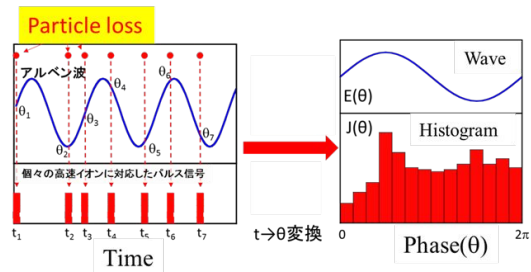 Particle loss
アルベン波
θ1
θ2
θ3
θ4
θ5
θ6
θ7
個々の高速イオンに対応したパルス信号
t1 t2 t3 t4 t5 t6 t7
Time
t→θ変換
Wave
E(θ)
J(θ)
Histogram
0 2π
Phase(θ)